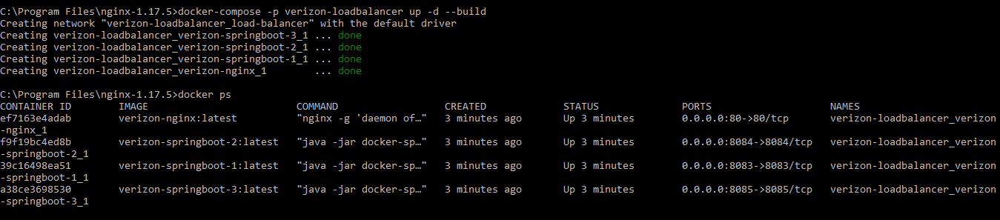 C:\Program Files\nginx-1.17.5>docker-compose -p verizon-loadbalancer up -d --build
Creating network "verizon-loadbalancer_load-balancer" with the default driver
Creating verizon-loadbalancer_verizon-springboot-3_1 ... done
Creating verizon-loadbalancer_verizon-springboot-2_1 ... done
Creating verizon-loadbalancer_verizon-springboot-1_1 ... done
Creating verizon-loadbalancer_verizon-nginx_1        ... done
C:\Program Files\nginx-1.17.5>docker ps
CONTAINER ID        IMAGE                         COMMAND                  CREATED             STATUS              PORTS                    NAMES
ef7163e4adab        verizon-nginx:latest          "nginx -g 'daemon of…"   3 minutes ago       Up 3 minutes        0.0.0.0:80->80/tcp       verizon-loadbalancer_verizon
-nginx_1
f9f19bc4ed8b        verizon-springboot-2:latest   "java -jar docker-sp…"   3 minutes ago       Up 3 minutes        0.0.0.0:8084->8084/tcp   verizon-loadbalancer_verizon
-springboot-2_1
39c16498ea51        verizon-springboot-1:latest   "java -jar docker-sp…"   3 minutes ago       Up 3 minutes        0.0.0.0:8083->8083/tcp   verizon-loadbalancer_verizon
-springboot-1_1
a38ce3698530        verizon-springboot-3:latest   "java -jar docker-sp…"   3 minutes ago       Up 3 minutes        0.0.0.0:8085->8085/tcp   verizon-loadbalancer_verizon
-springboot-3_1